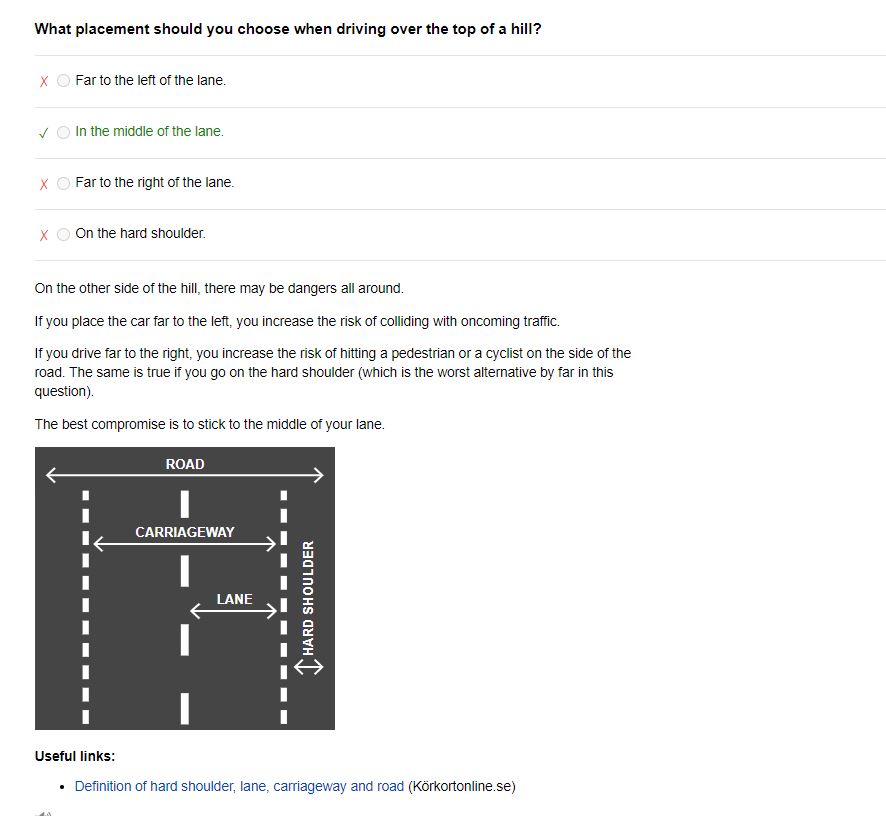 What placement should you choose when driving over the top of a hill?
Far to the left of the lane.
In the middle of the lane.
Far to the right of the lane.
On the hard shoulder.
On the other side of the hill, there may be dangers all around.
If you place the car far to the left, you increase the risk of colliding with oncoming traffic.
If you drive far to the right, you increase the risk of hitting a pedestrian or a cyclist on the side of the
road. The same is true if you go on the hard shoulder (which is the worst alternative by far in this
question).
The best compromise is to stick to the middle of your lane.
ROAD
CARRIAGEWAY
LANE
HARD SHOULDER
Useful links:
• Definition of hard shoulder, lane, carriageway and road (Körkortonline.se)